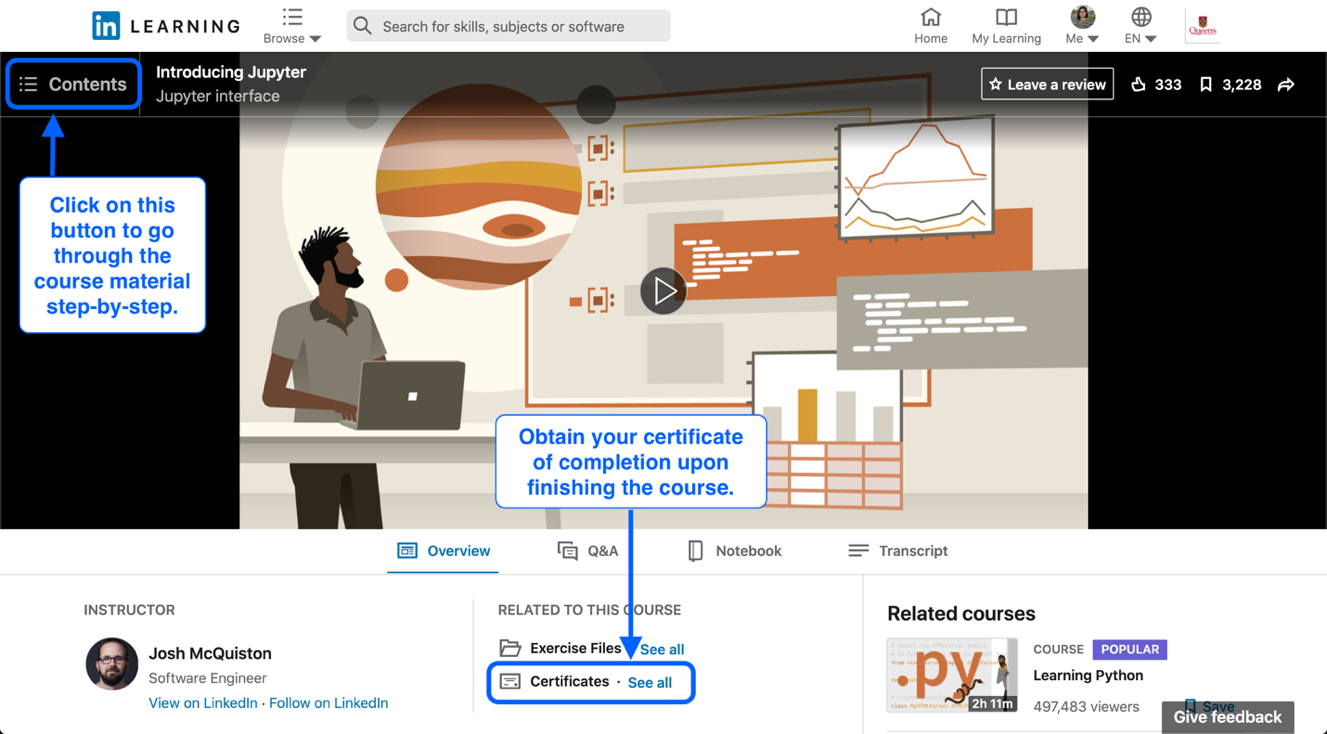 in LEARNING
Browse
Search for skills, subjects or software
Home
My Learning
Me
EN
Queen's
Contents
Introducing Jupyter
Jupyter interface
Leave a review
333
3,228
Click on this
button to go
through the
course material
step-by-step.
Obtain your certificate
of completion upon
finishing the course.
Overview
Q&A
Notebook
Transcript
INSTRUCTOR
Josh McQuiston
Software Engineer
View on LinkedIn · Follow on LinkedIn
RELATED TO THIS COURSE
Exercise Files See all
Certificates · See all
Related courses
.py
2h 11m
COURSE POPULAR
Learning Python
497,483 viewers
Save
Give feedback